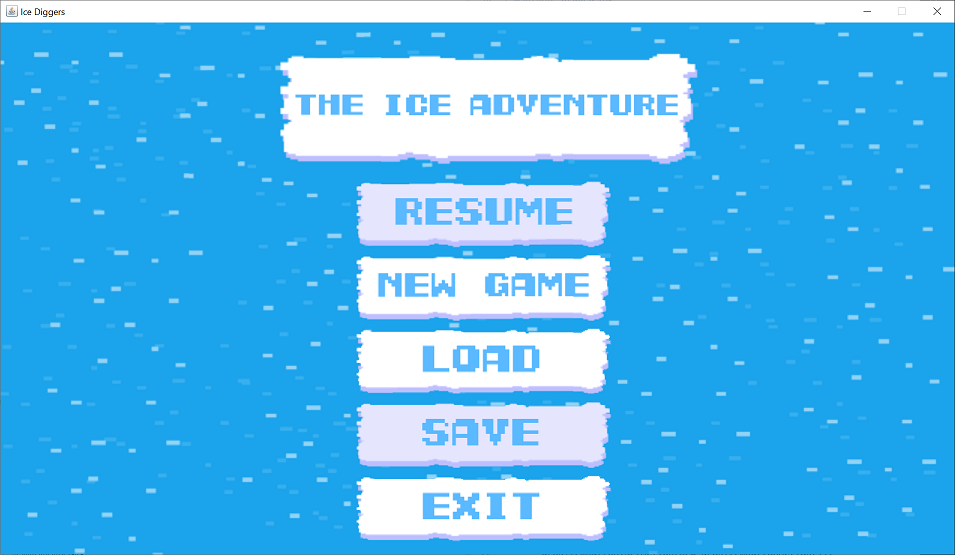 Ice Diggers
THE ICE ADVENTURE
RESUME
NEW GAME
LOAD
SAVE
EXIT